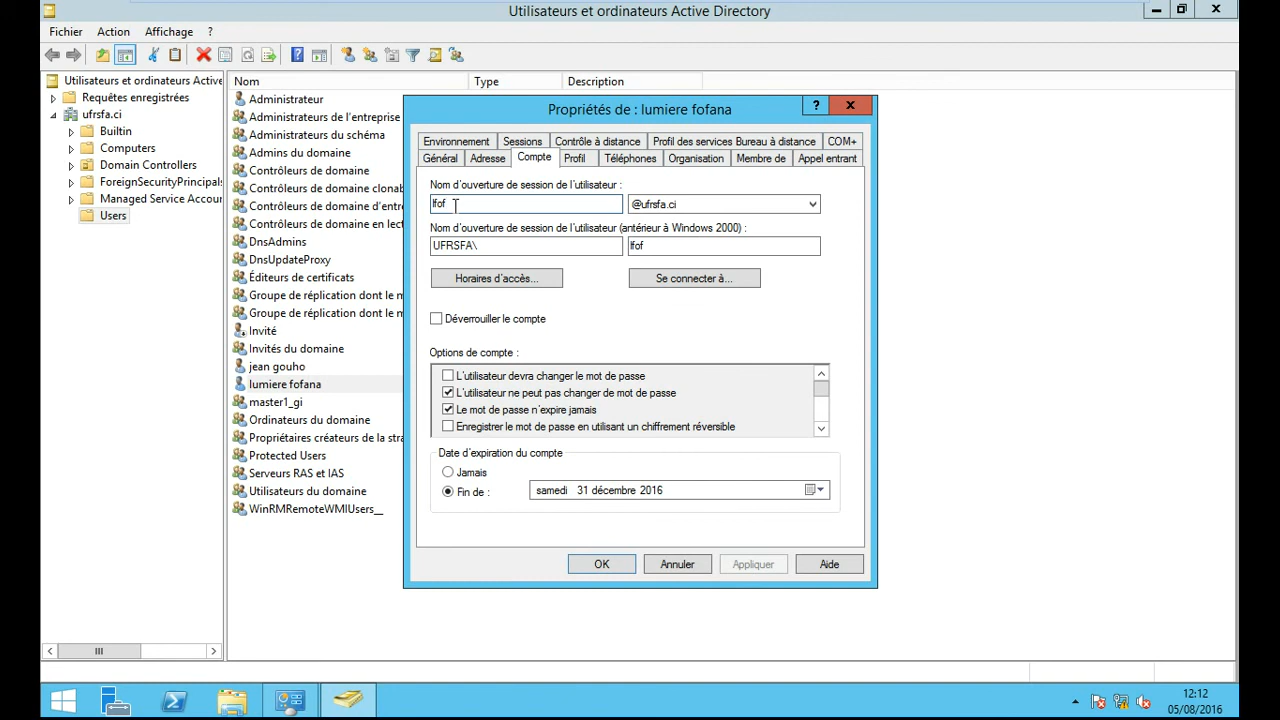 Utilisateurs et ordinateurs Active Directory
Fichier Action Affichage ?
Utilisateurs et ordinateurs Active
Requêtes enregistrées
ufrsfa.ci
Builtin
Computers
Domain Controllers
ForeignSecurityPrincipals
Managed Service Accour
Users
Nom Type Description
Administrateur
Administrateurs de l'entreprise
Administrateurs du schéma
Admins du domaine
Contrôleurs de domaine
Contrôleurs de domaine clonab
Contrôleurs de domaine d'entre
Contrôleurs de domaine en lect
DnsAdmins
DnsUpdateProxy
Éditeurs de certificats
Groupe de réplication dont le m
Groupe de réplication dont le m
Invité
Invités du domaine
jean gouho
lumiere fofana
master1_gi
Ordinateurs du domaine
Propriétaires créateurs de la stra
Protected Users
Serveurs RAS et IAS
Utilisateurs du domaine
WinRMRemoteWMIUsers__
Propriétés de : lumiere fofana
?
Environnement Sessions Contrôle à distance Profil des services Bureau à distance COM+
Général Adresse Compte Profil Téléphones Organisation Membre de Appel entrant
Nom d'ouverture de session de l'utilisateur :
lfof @ufrsfa.ci
Nom d'ouverture de session de l'utilisateur (antérieur à Windows 2000) :
UFRSFA\ lfof
Horaires d'accès... Se connecter à...
Déverrouiller le compte
Options de compte :
L'utilisateur devra changer le mot de passe
L'utilisateur ne peut pas changer de mot de passe
Le mot de passe n'expire jamais
Enregistrer le mot de passe en utilisant un chiffrement réversible
Date d'expiration du compte
Jamais
Fin de : samedi 31 décembre 2016
OK Annuler Appliquer Aide
12:12
05/08/2016